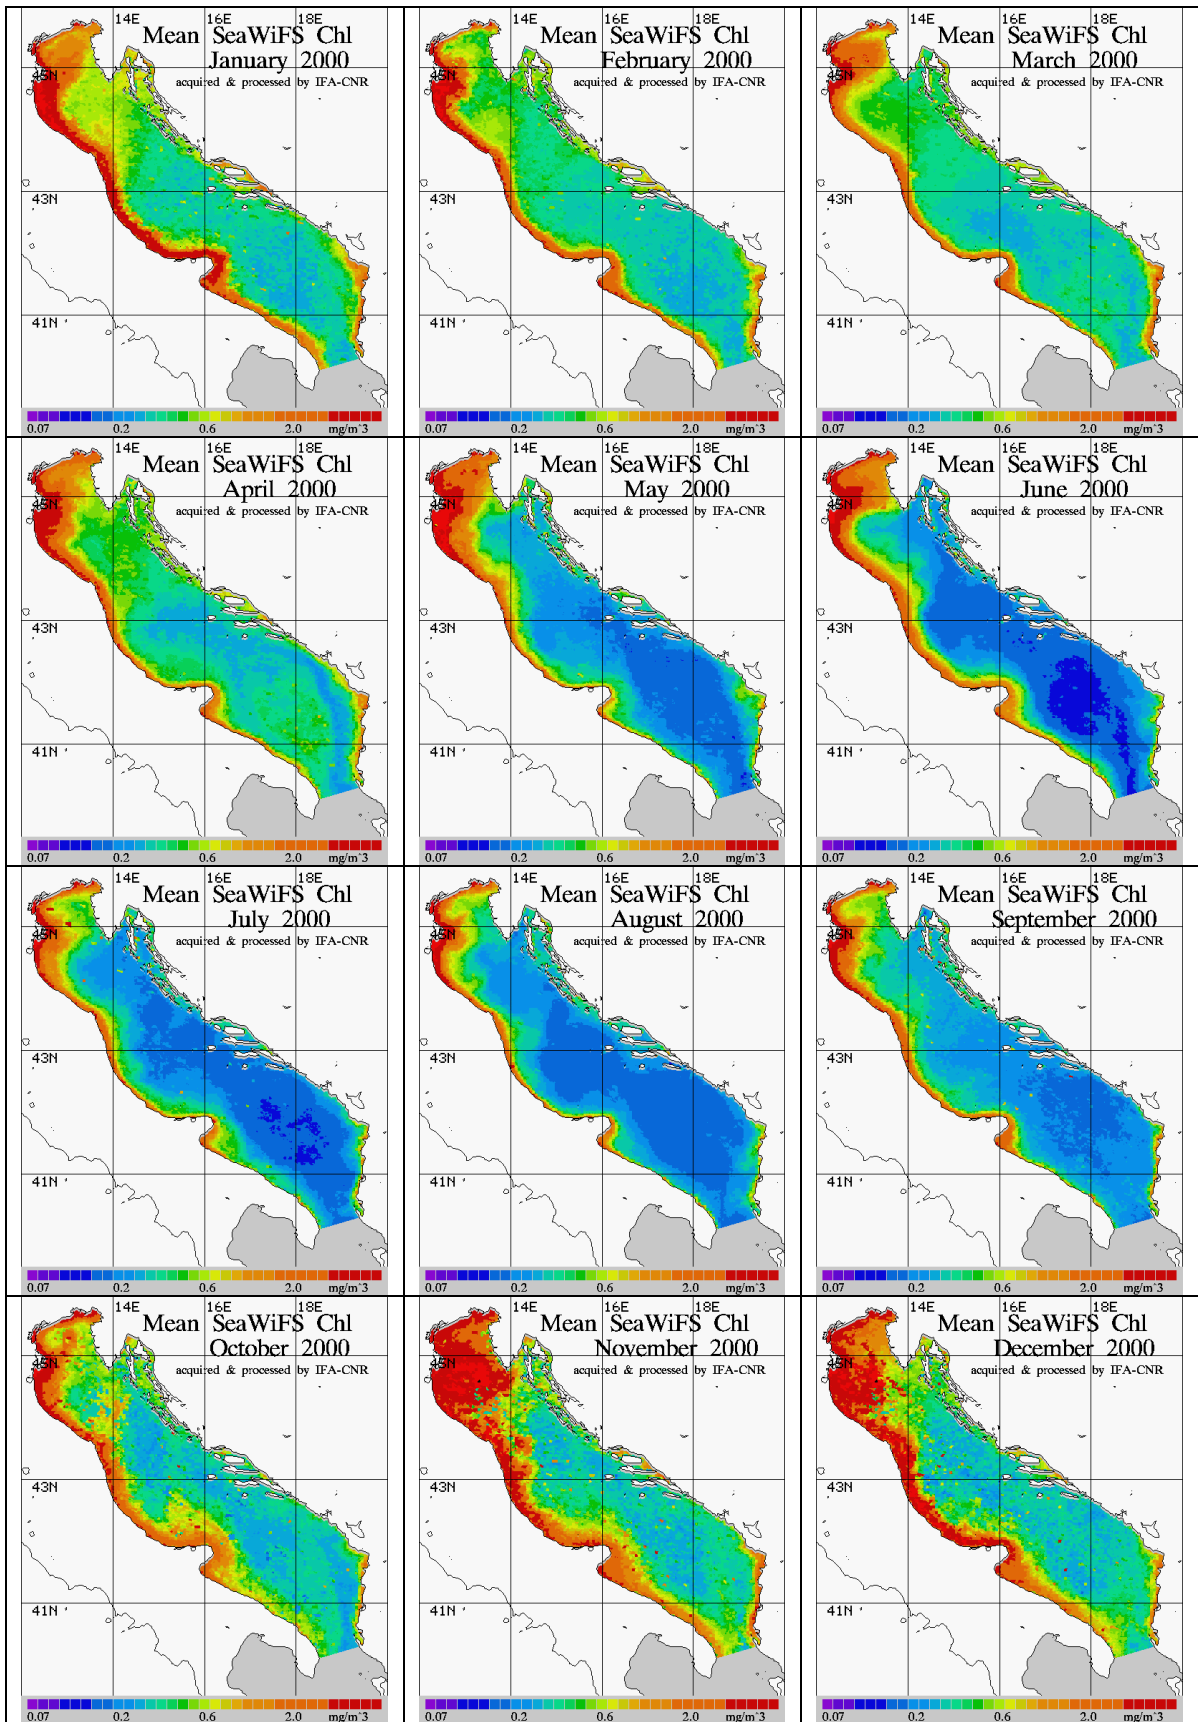 14E 16E 18E
Mean SeaWiFS Chl
January 2000
acquired & processed by IFA-CNR
45N
43N
41N
0.07 0.2 0.6 2.0 mg/m^3
14E 16E 18E
Mean SeaWiFS Chl
February 2000
acquired & processed by IFA-CNR
45N
43N
41N
0.07 0.2 0.6 2.0 mg/m^3
14E 16E 18E
Mean SeaWiFS Chl
March 2000
acquired & processed by IFA-CNR
45N
43N
41N
0.07 0.2 0.6 2.0 mg/m^3
14E 16E 18E
Mean SeaWiFS Chl
April 2000
acquired & processed by IFA-CNR
45N
43N
41N
0.07 0.2 0.6 2.0 mg/m^3
14E 16E 18E
Mean SeaWiFS Chl
May 2000
acquired & processed by IFA-CNR
45N
43N
41N
0.07 0.2 0.6 2.0 mg/m^3
14E 16E 18E
Mean SeaWiFS Chl
June 2000
acquired & processed by IFA-CNR
45N
43N
41N
0.07 0.2 0.6 2.0 mg/m^3
14E 16E 18E
Mean SeaWiFS Chl
July 2000
acquired & processed by IFA-CNR
45N
43N
41N
0.07 0.2 0.6 2.0 mg/m^3
14E 16E 18E
Mean SeaWiFS Chl
August 2000
acquired & processed by IFA-CNR
45N
43N
41N
0.07 0.2 0.6 2.0 mg/m^3
14E 16E 18E
Mean SeaWiFS Chl
September 2000
acquired & processed by IFA-CNR
45N
43N
41N
0.07 0.2 0.6 2.0 mg/m^3
14E 16E 18E
Mean SeaWiFS Chl
October 2000
acquired & processed by IFA-CNR
45N
43N
41N
0.07 0.2 0.6 2.0 mg/m^3
14E 16E 18E
Mean SeaWiFS Chl
November 2000
acquired & processed by IFA-CNR
45N
43N
41N
0.07 0.2 0.6 2.0 mg/m^3
14E 16E 18E
Mean SeaWiFS Chl
December 2000
acquired & processed by IFA-CNR
45N
43N
41N
0.07 0.2 0.6 2.0 mg/m^3